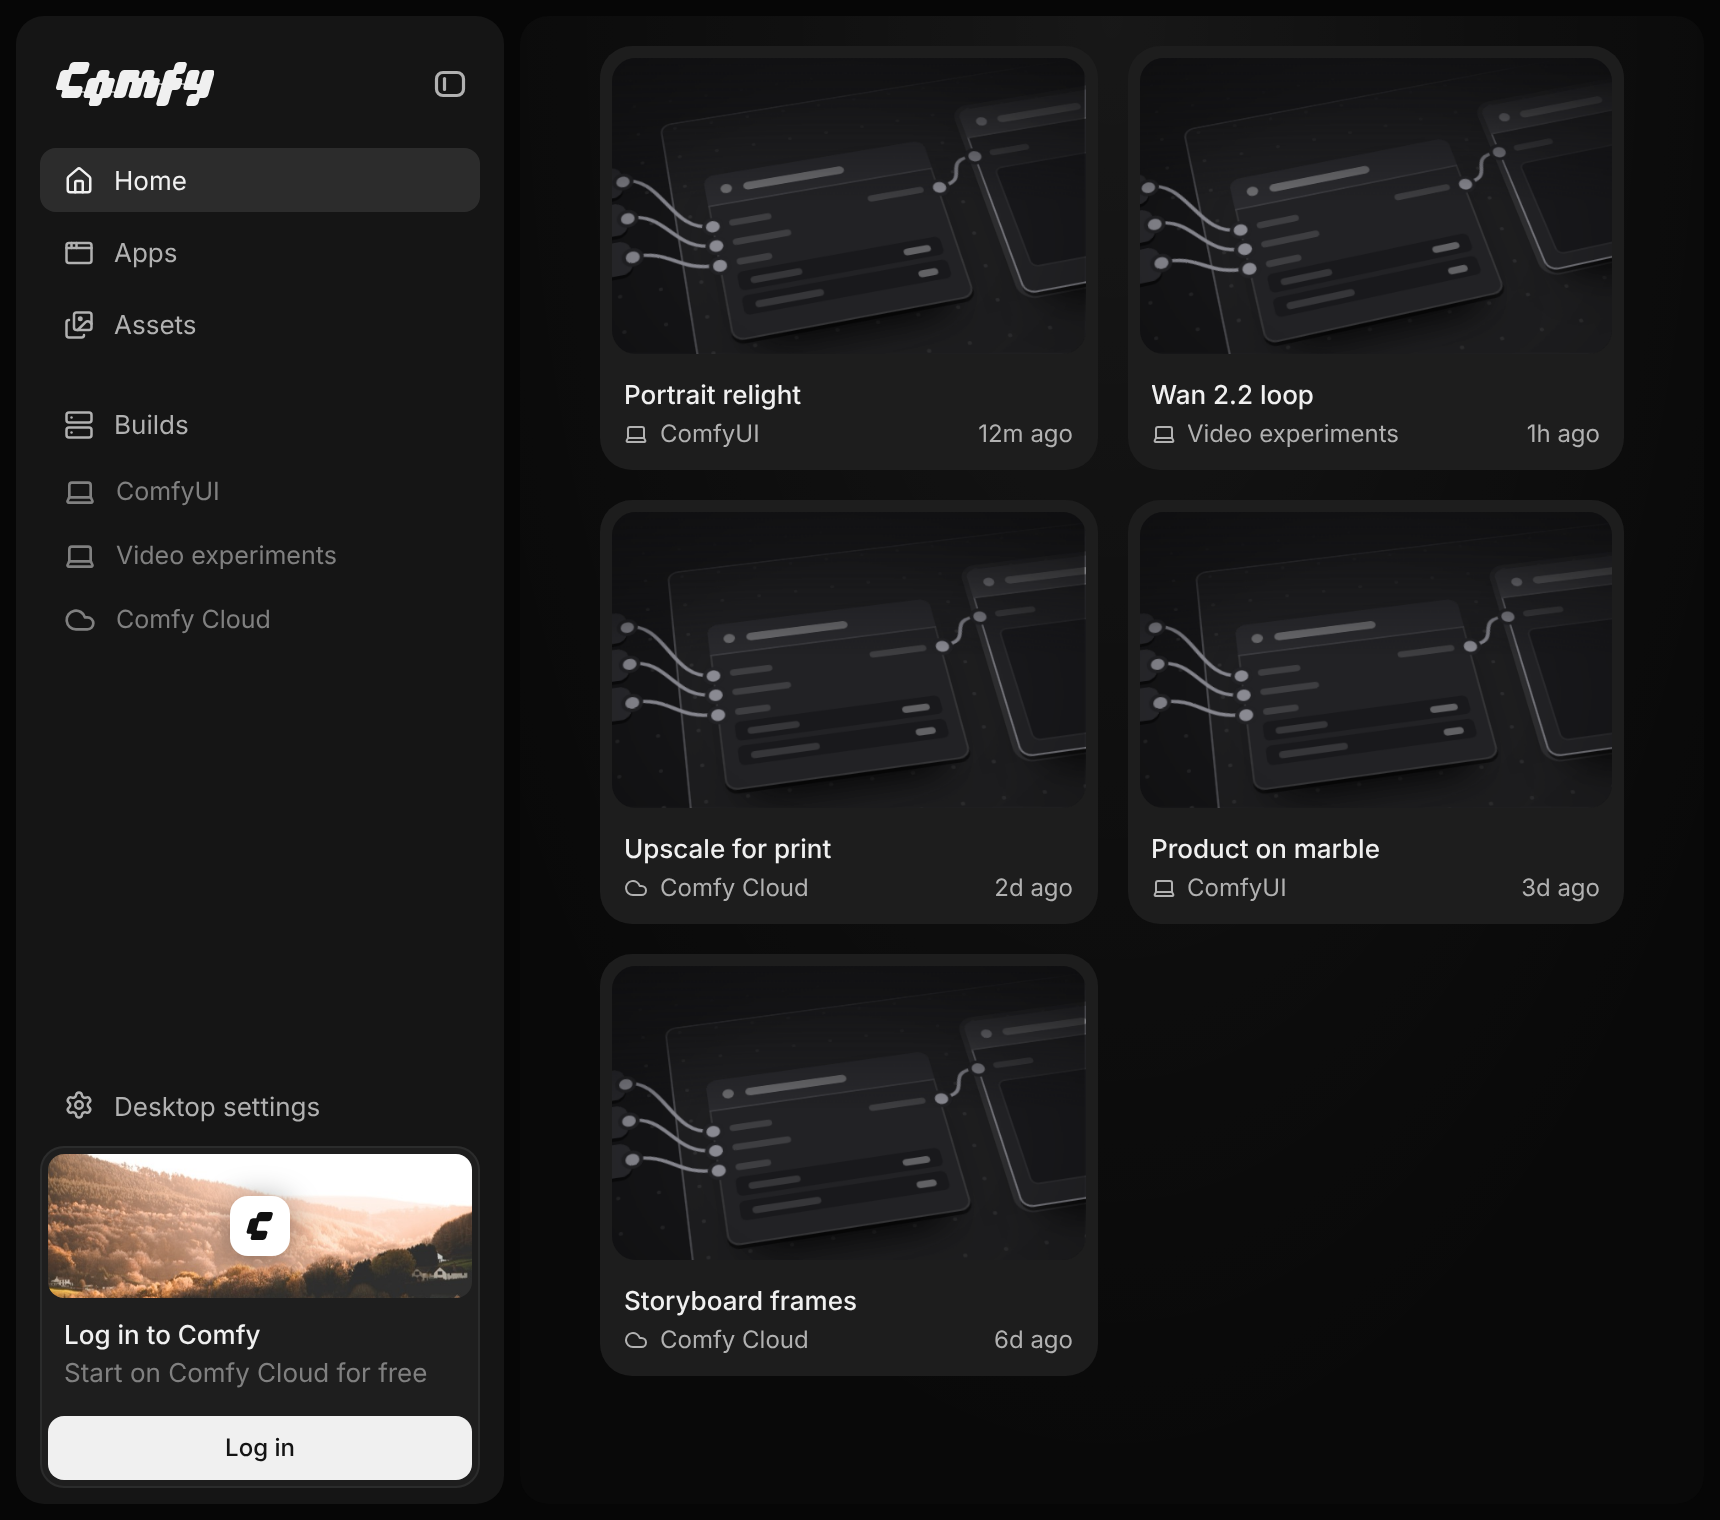 Comfy
Home
Apps
Assets
Builds
ComfyUI
Video experiments
Comfy Cloud
Desktop settings
Log in to Comfy
Start on Comfy Cloud for free
Log in
Portrait relight
ComfyUI 12m ago
Wan 2.2 loop
Video experiments 1h ago
Upscale for print
Comfy Cloud 2d ago
Product on marble
ComfyUI 3d ago
Storyboard frames
Comfy Cloud 6d ago